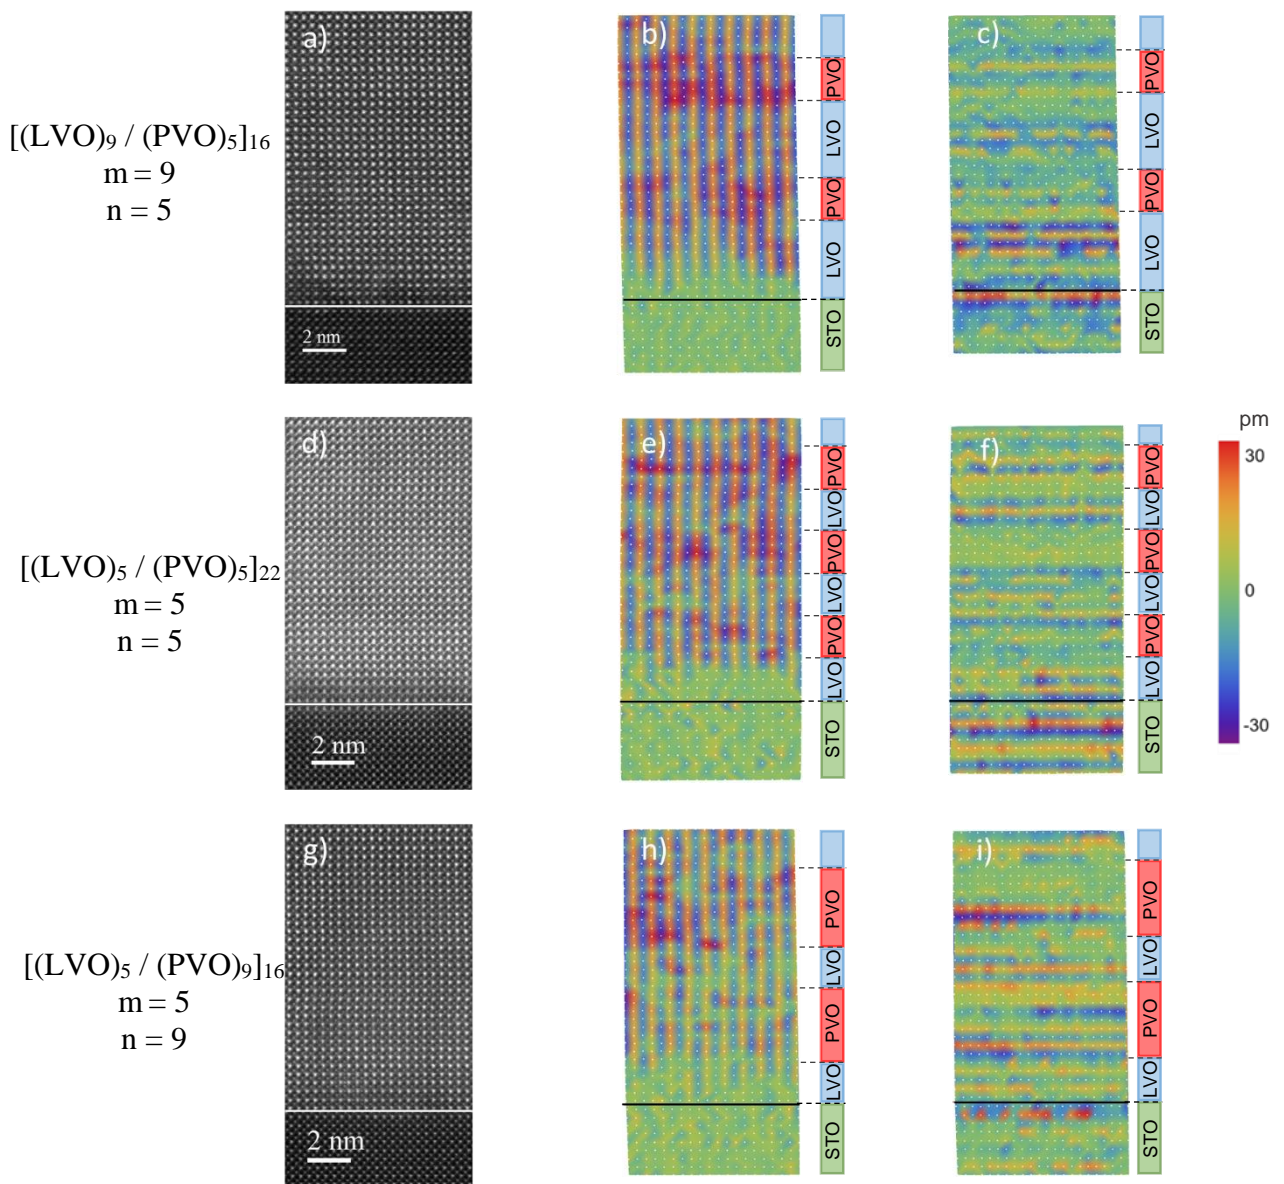 a)
b)
c)
[(LVO)9 / (PVO)5]16
m = 9
n = 5
2 nm
PVO
LVO
PVO
LVO
STO
PVO
LVO
PVO
LVO
STO
d)
e)
f)
[(LVO)5 / (PVO)5]22
m = 5
n = 5
2 nm
PVO
LVO
PVO
LVO
PVO
LVO
STO
PVO
LVO
PVO
LVO
PVO
LVO
STO
pm
30
0
-30
g)
h)
i)
[(LVO)5 / (PVO)9]16
m = 5
n = 9
2 nm
PVO
LVO
PVO
LVO
STO
PVO
LVO
PVO
LVO
STO